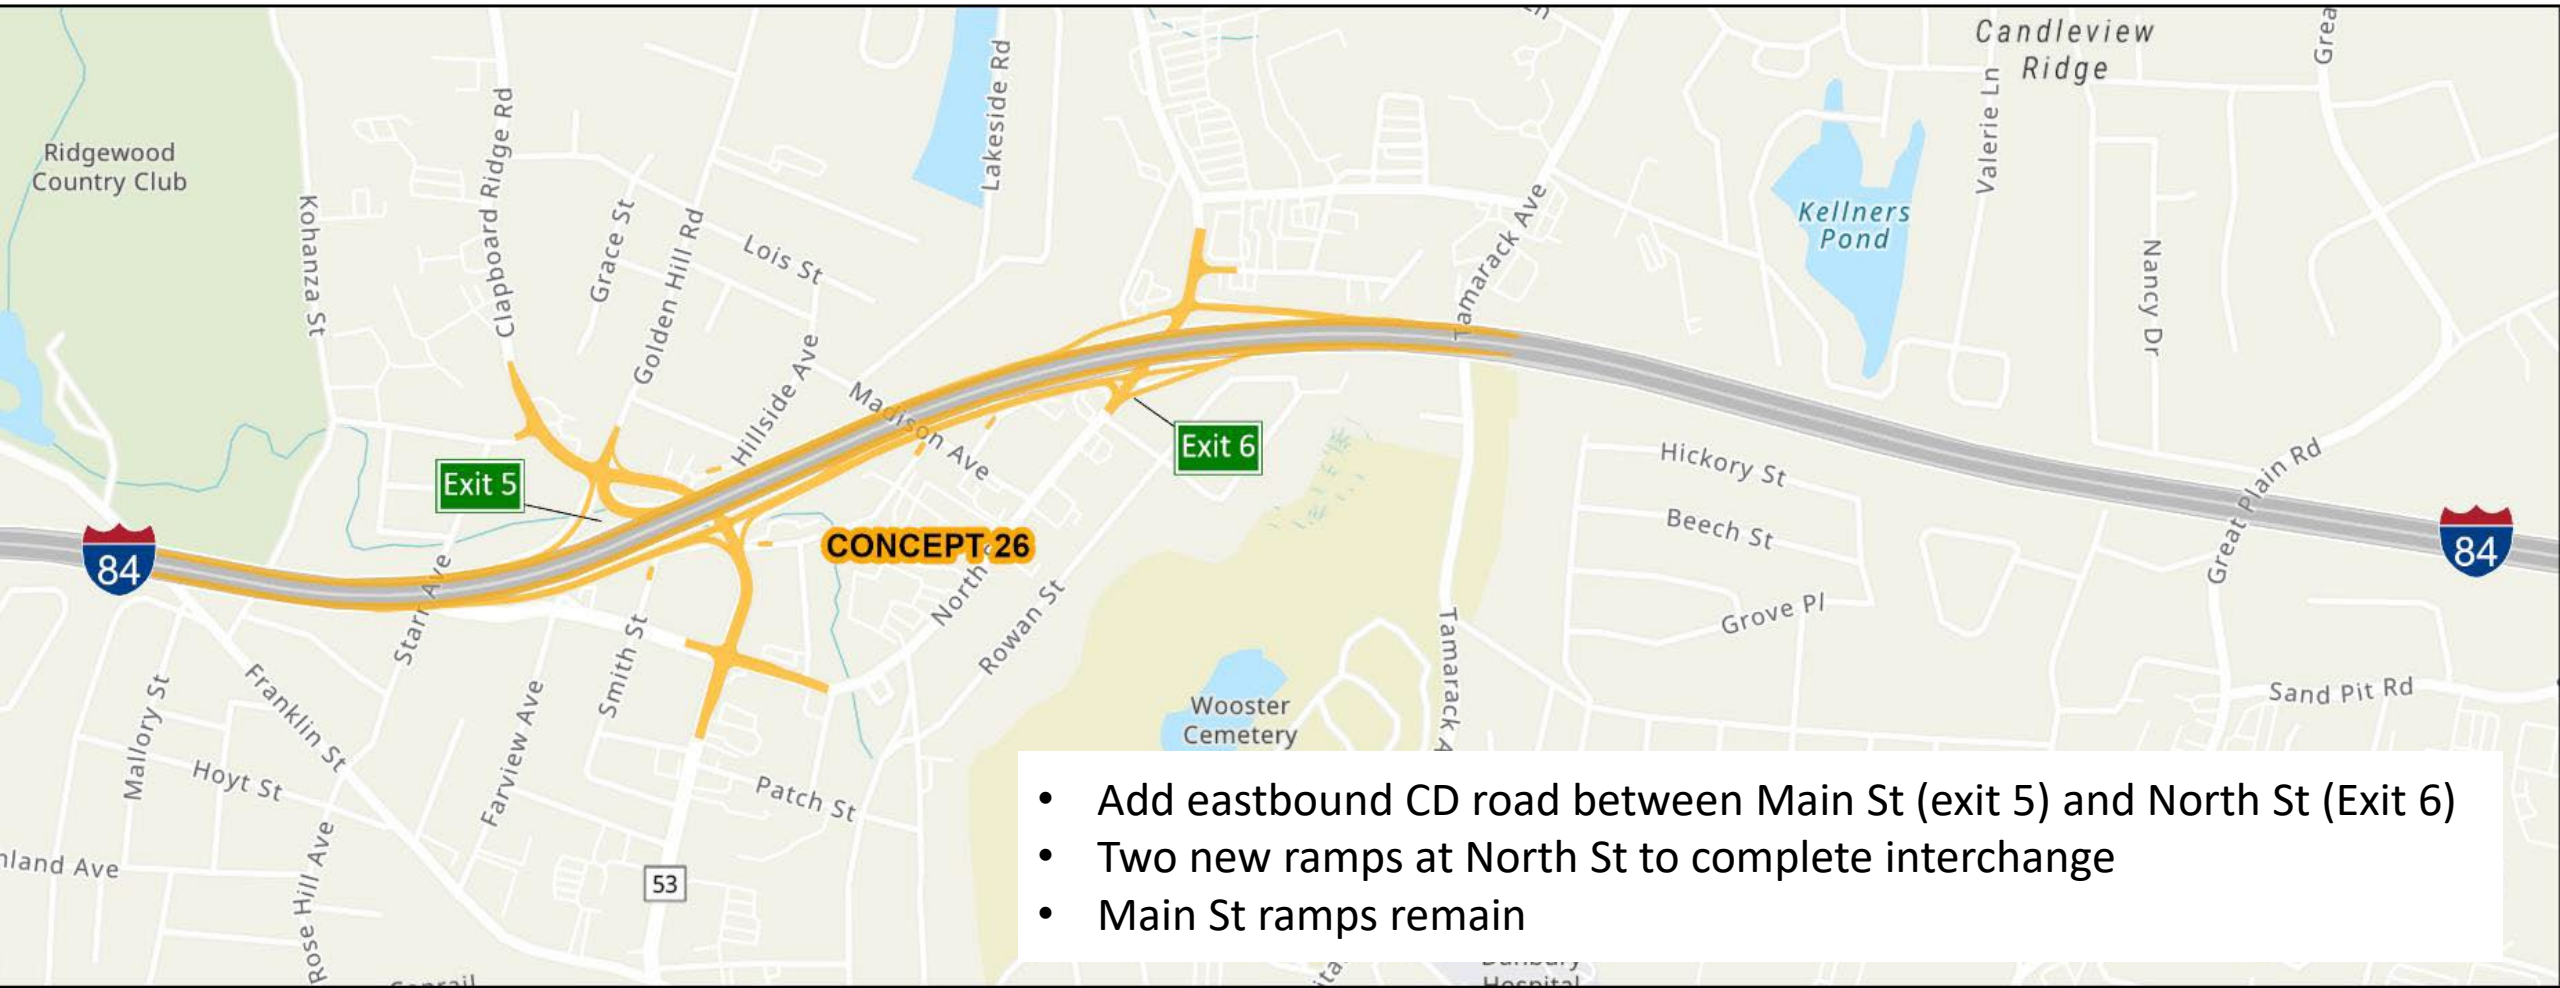 Candleview
Ridge
Ridgewood
Country Club
Kohanza St
Clapboard Ridge Rd
Grace St
Golden Hill Rd
Lois St
Hillside Ave
Lakeside Rd
Madison Ave
Tamarack Ave
Kellners
Pond
Valerie Ln
Nancy Dr
Exit 5
Exit 6
CONCEPT 26
84
84
Hickory St
Beech St
Grove Pl
Great Plain Rd
Sand Pit Rd
Starr Ave
Smith St
Farview Ave
Franklin St
Mallory St
Hoyt St
Rose Hill Ave
North
Rowan St
Patch St
53
Wooster
Cemetery
Tamarack A
• Add eastbound CD road between Main St (exit 5) and North St (Exit 6)
• Two new ramps at North St to complete interchange
• Main St ramps remain